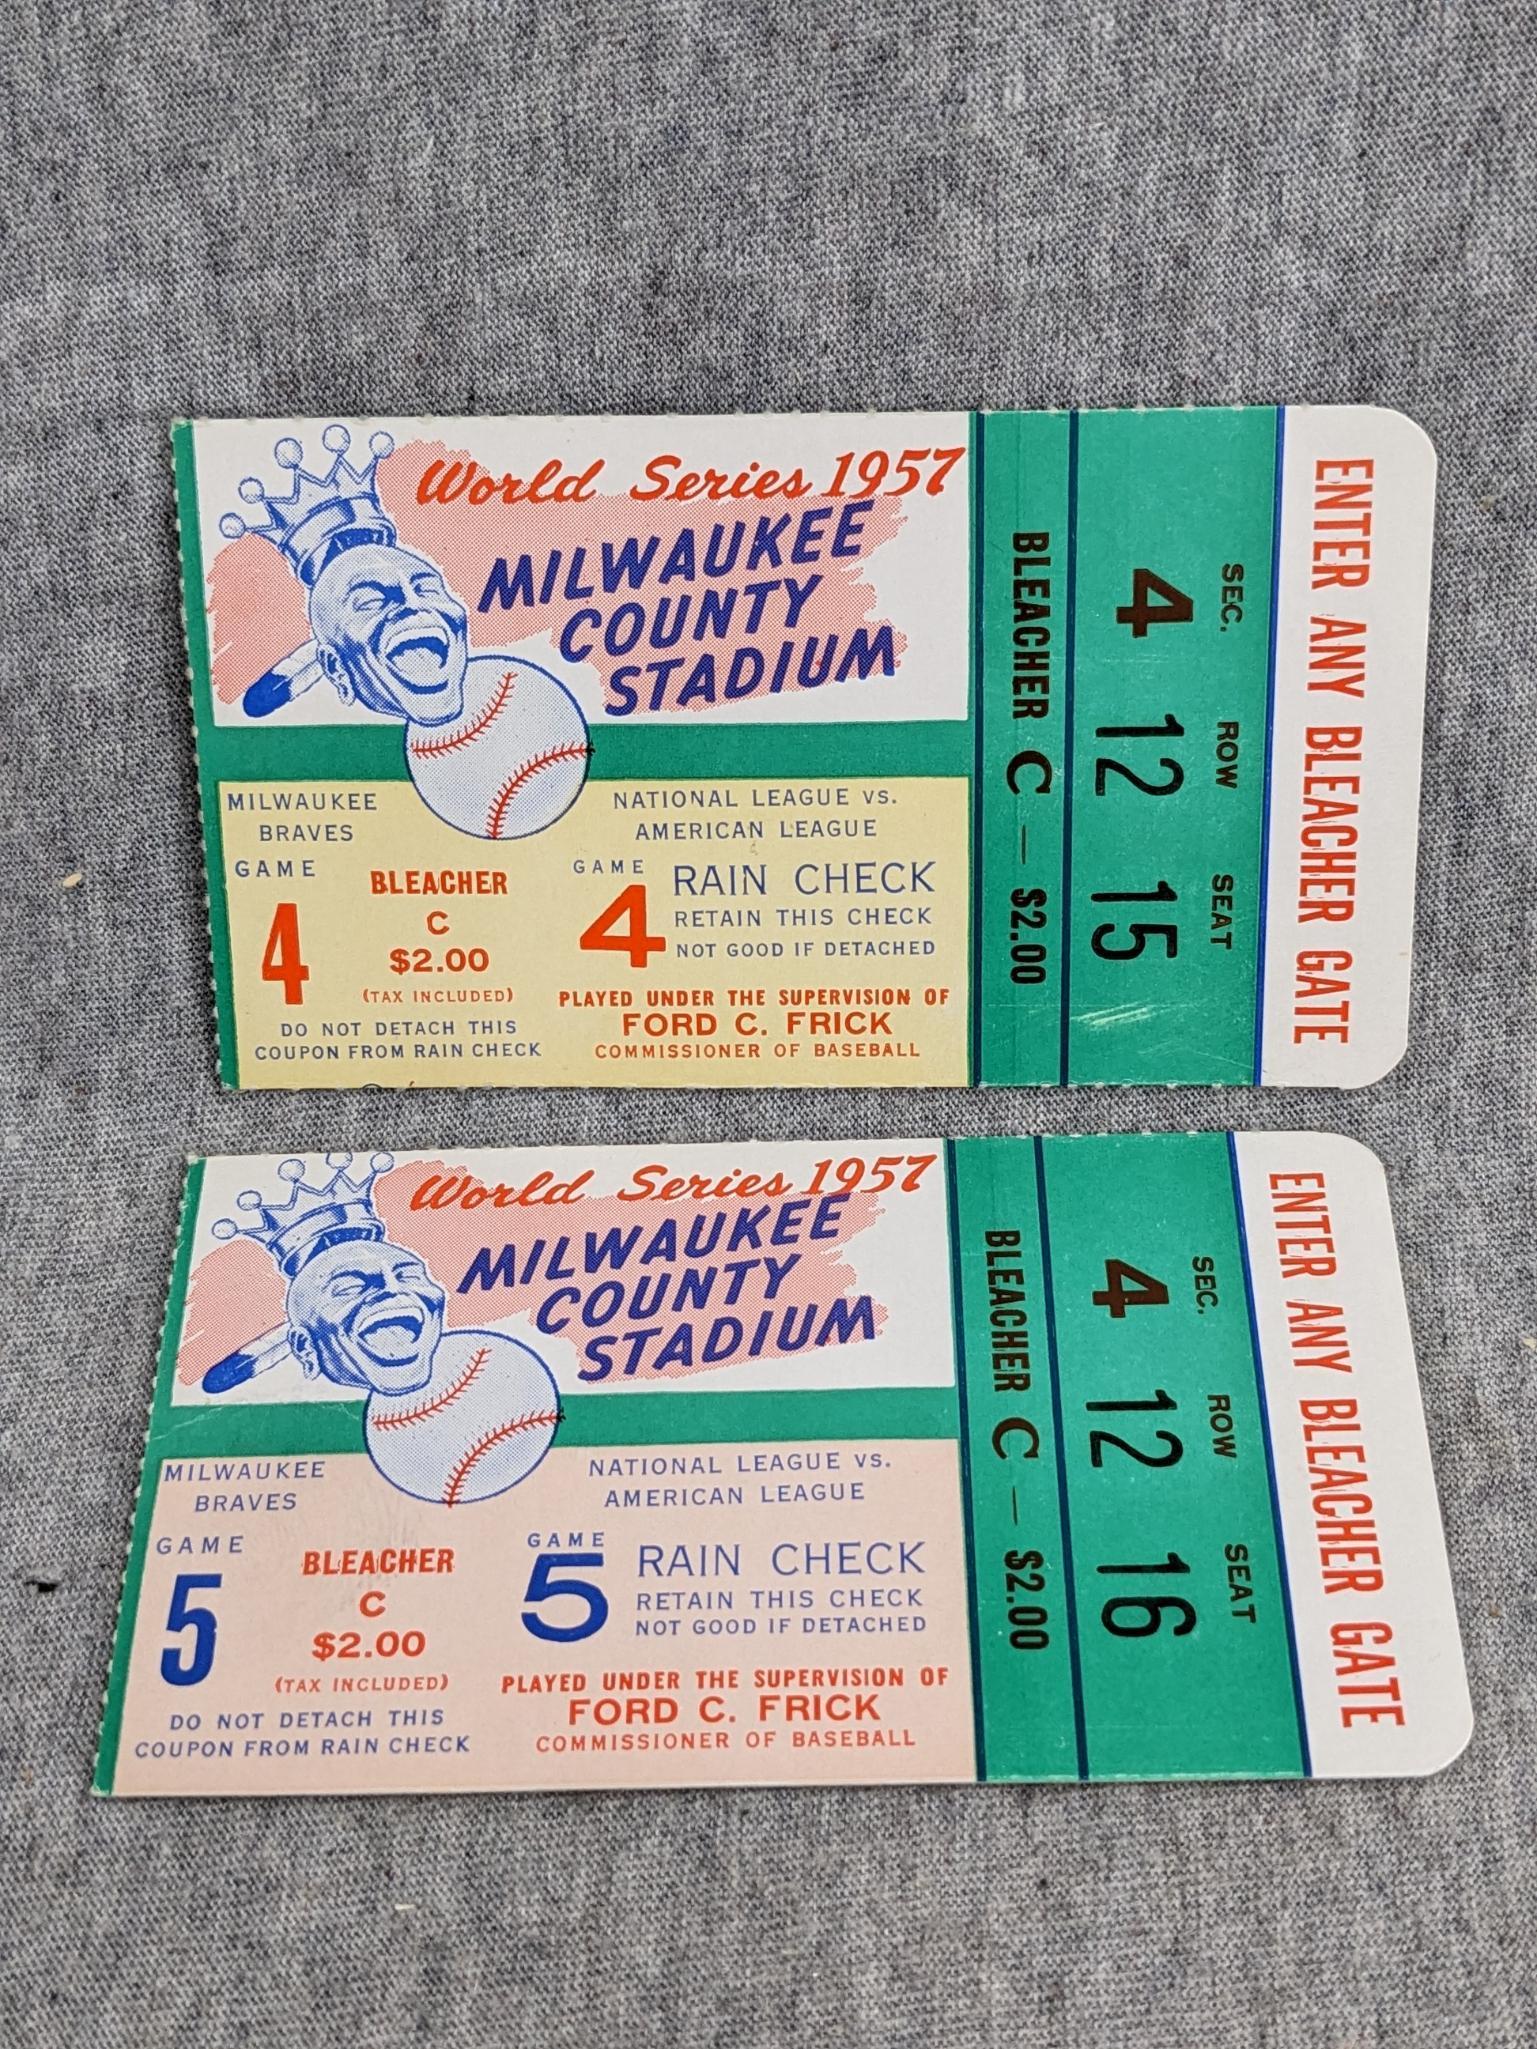 World Series 1957
MILWAUKEE
COUNTY
STADIUM
MILWAUKEE
BRAVES
GAME
4
BLEACHER
C
$2.00
(TAX INCLUDED)
DO NOT DETACH THIS
COUPON FROM RAIN CHECK
NATIONAL LEAGUE VS.
AMERICAN LEAGUE
GAME
4
RAIN CHECK
RETAIN THIS CHECK
NOT GOOD IF DETACHED
PLAYED UNDER THE SUPERVISION OF
FORD C. FRICK
COMMISSIONER OF BASEBALL
BLEACHER C — $2.00
SEC. ROW SEAT
4 12 15
ENTER ANY BLEACHER GATE
World Series 1957
MILWAUKEE
COUNTY
STADIUM
MILWAUKEE
BRAVES
GAME
5
BLEACHER
C
$2.00
(TAX INCLUDED)
DO NOT DETACH THIS
COUPON FROM RAIN CHECK
NATIONAL LEAGUE VS.
AMERICAN LEAGUE
GAME
5
RAIN CHECK
RETAIN THIS CHECK
NOT GOOD IF DETACHED
PLAYED UNDER THE SUPERVISION OF
FORD C. FRICK
COMMISSIONER OF BASEBALL
BLEACHER C — $2.00
SEC. ROW SEAT
4 12 16
ENTER ANY BLEACHER GATE